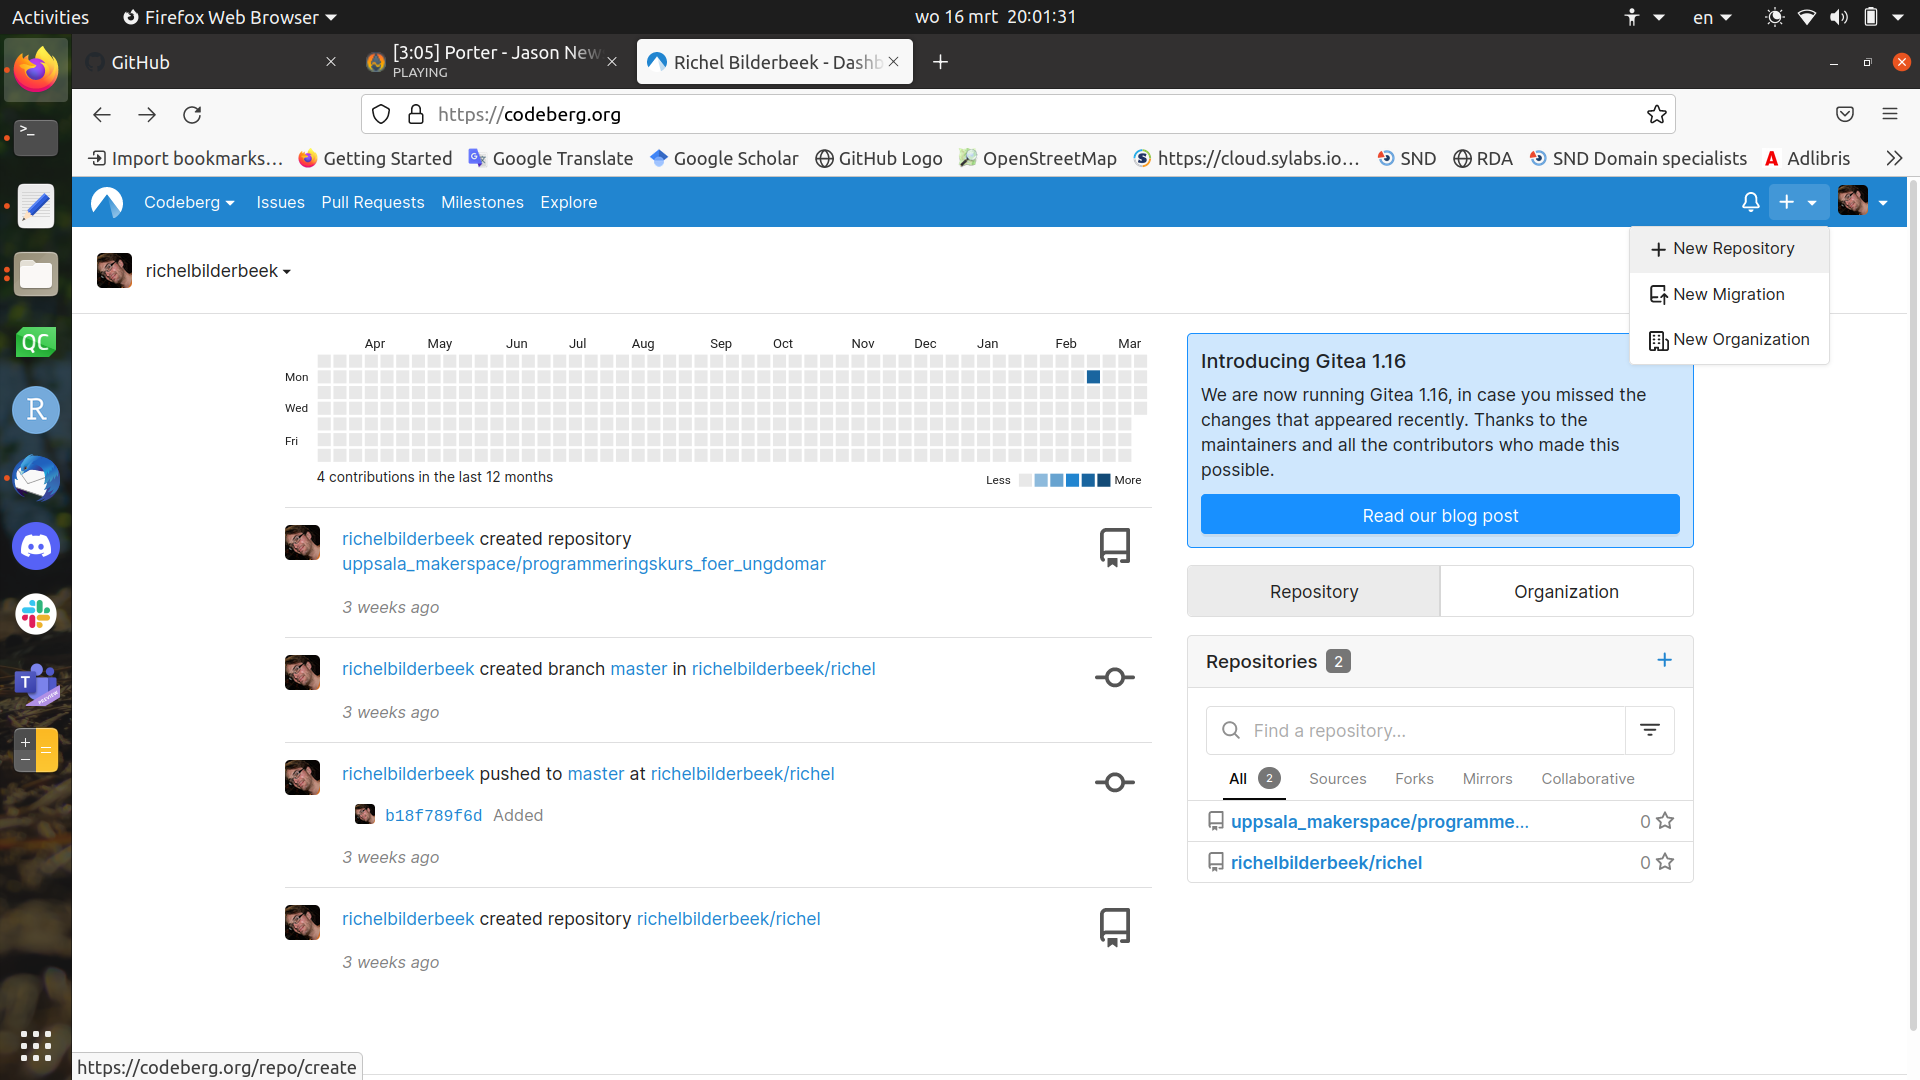 Activities
Firefox Web Browser
wo 16 mrt 20:01:31
en
GitHub
[3:05] Porter - Jason New
PLAYING
Richel Bilderbeek - Dashb
https://codeberg.org
Import bookmarks…
Getting Started
Google Translate
Google Scholar
GitHub Logo
OpenStreetMap
https://cloud.sylabs.io…
SND
RDA
SND Domain specialists
Adlibris
Codeberg
Issues
Pull Requests
Milestones
Explore
New Repository
New Migration
New Organization
richelbilderbeek
Apr May Jun Jul Aug Sep Oct Nov Dec Jan Feb Mar
Mon
Wed
Fri
4 contributions in the last 12 months
Less
More
richelbilderbeek created repository
uppsala_makerspace/programmeringskurs_foer_ungdomar
3 weeks ago
richelbilderbeek created branch master in richelbilderbeek/richel
3 weeks ago
richelbilderbeek pushed to master at richelbilderbeek/richel
b18f789f6d Added
3 weeks ago
richelbilderbeek created repository richelbilderbeek/richel
3 weeks ago
Introducing Gitea 1.16
We are now running Gitea 1.16, in case you missed the
changes that appeared recently. Thanks to the
maintainers and all the contributors who made this
possible.
Read our blog post
Repository
Organization
Repositories 2
Find a repository...
All 2
Sources
Forks
Mirrors
Collaborative
uppsala_makerspace/programme...
0
richelbilderbeek/richel
0
QC
R
T
PREVIEW
https://codeberg.org/repo/create